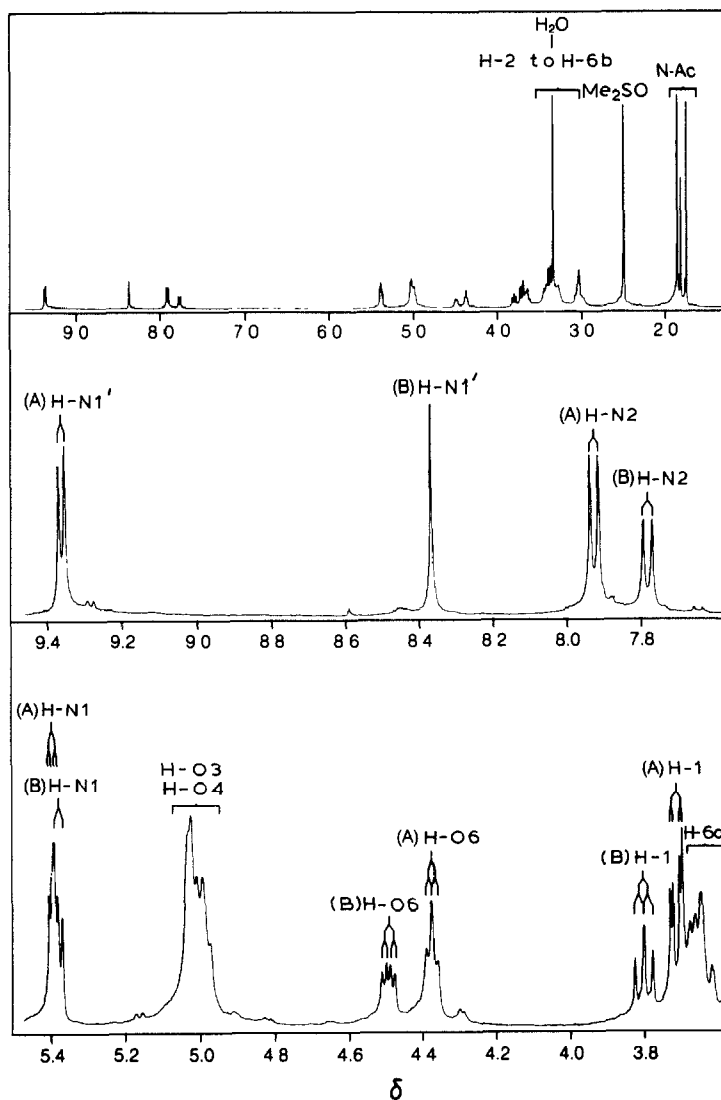 H₂O
H-2 to H-6b
Me₂SO
N-Ac
9.0 8.0 7.0 6.0 5.0 4.0 3.0 2.0
(A) H-N1'
(B) H-N1'
(A) H-N2
(B) H-N2
9.4 9.2 9.0 8.8 8.6 8.4 8.2 8.0 7.8
(A) H-N1
(B) H-N1
H-O3
H-O4
(B) H-O6
(A) H-O6
(A) H-1
(B) H-1
5.4 5.2 5.0 4.8 4.6 4.4 4.2 4.0 3.8
δ